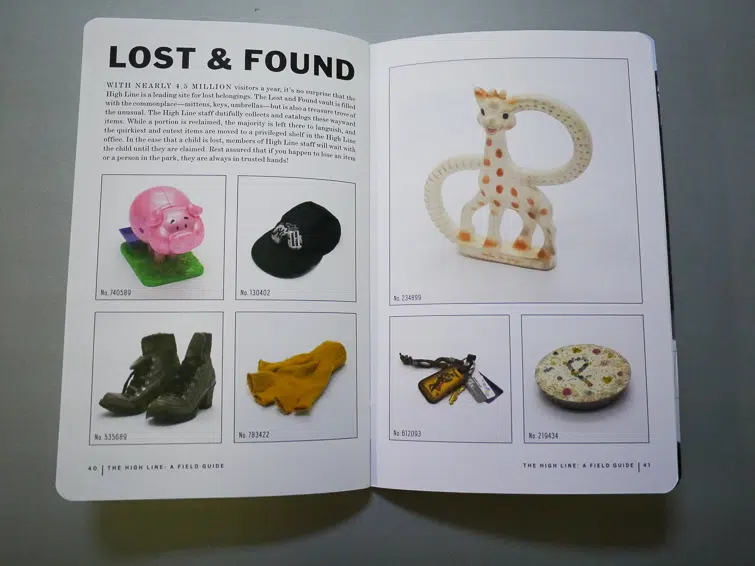 LOST & FOUND
WITH NEARLY 4.5 MILLION visitors a year, it's no surprise that the
High Line is a leading site for lost belongings. The Lost and Found vault is filled
with the commonplace—mittens, keys, umbrellas—but is also a treasure trove of
the unusual. The High Line staff dutifully collects and catalogs these wayward
items. While a portion is reclaimed, the majority is left there to languish, and
the quirkiest and cutest items are moved to a privileged shelf in the High Line
office. In the case that a child is lost, members of High Line staff will wait with
the child until they are claimed. Rest assured that if you happen to lose an item
or a person in the park, they are always in trusted hands!
No. 740589
No. 130402
No. 535689
No. 783422
40 | THE HIGH LINE: A FIELD GUIDE
No. 234899
No. 612093
No. 219434
THE HIGH LINE: A FIELD GUIDE | 41